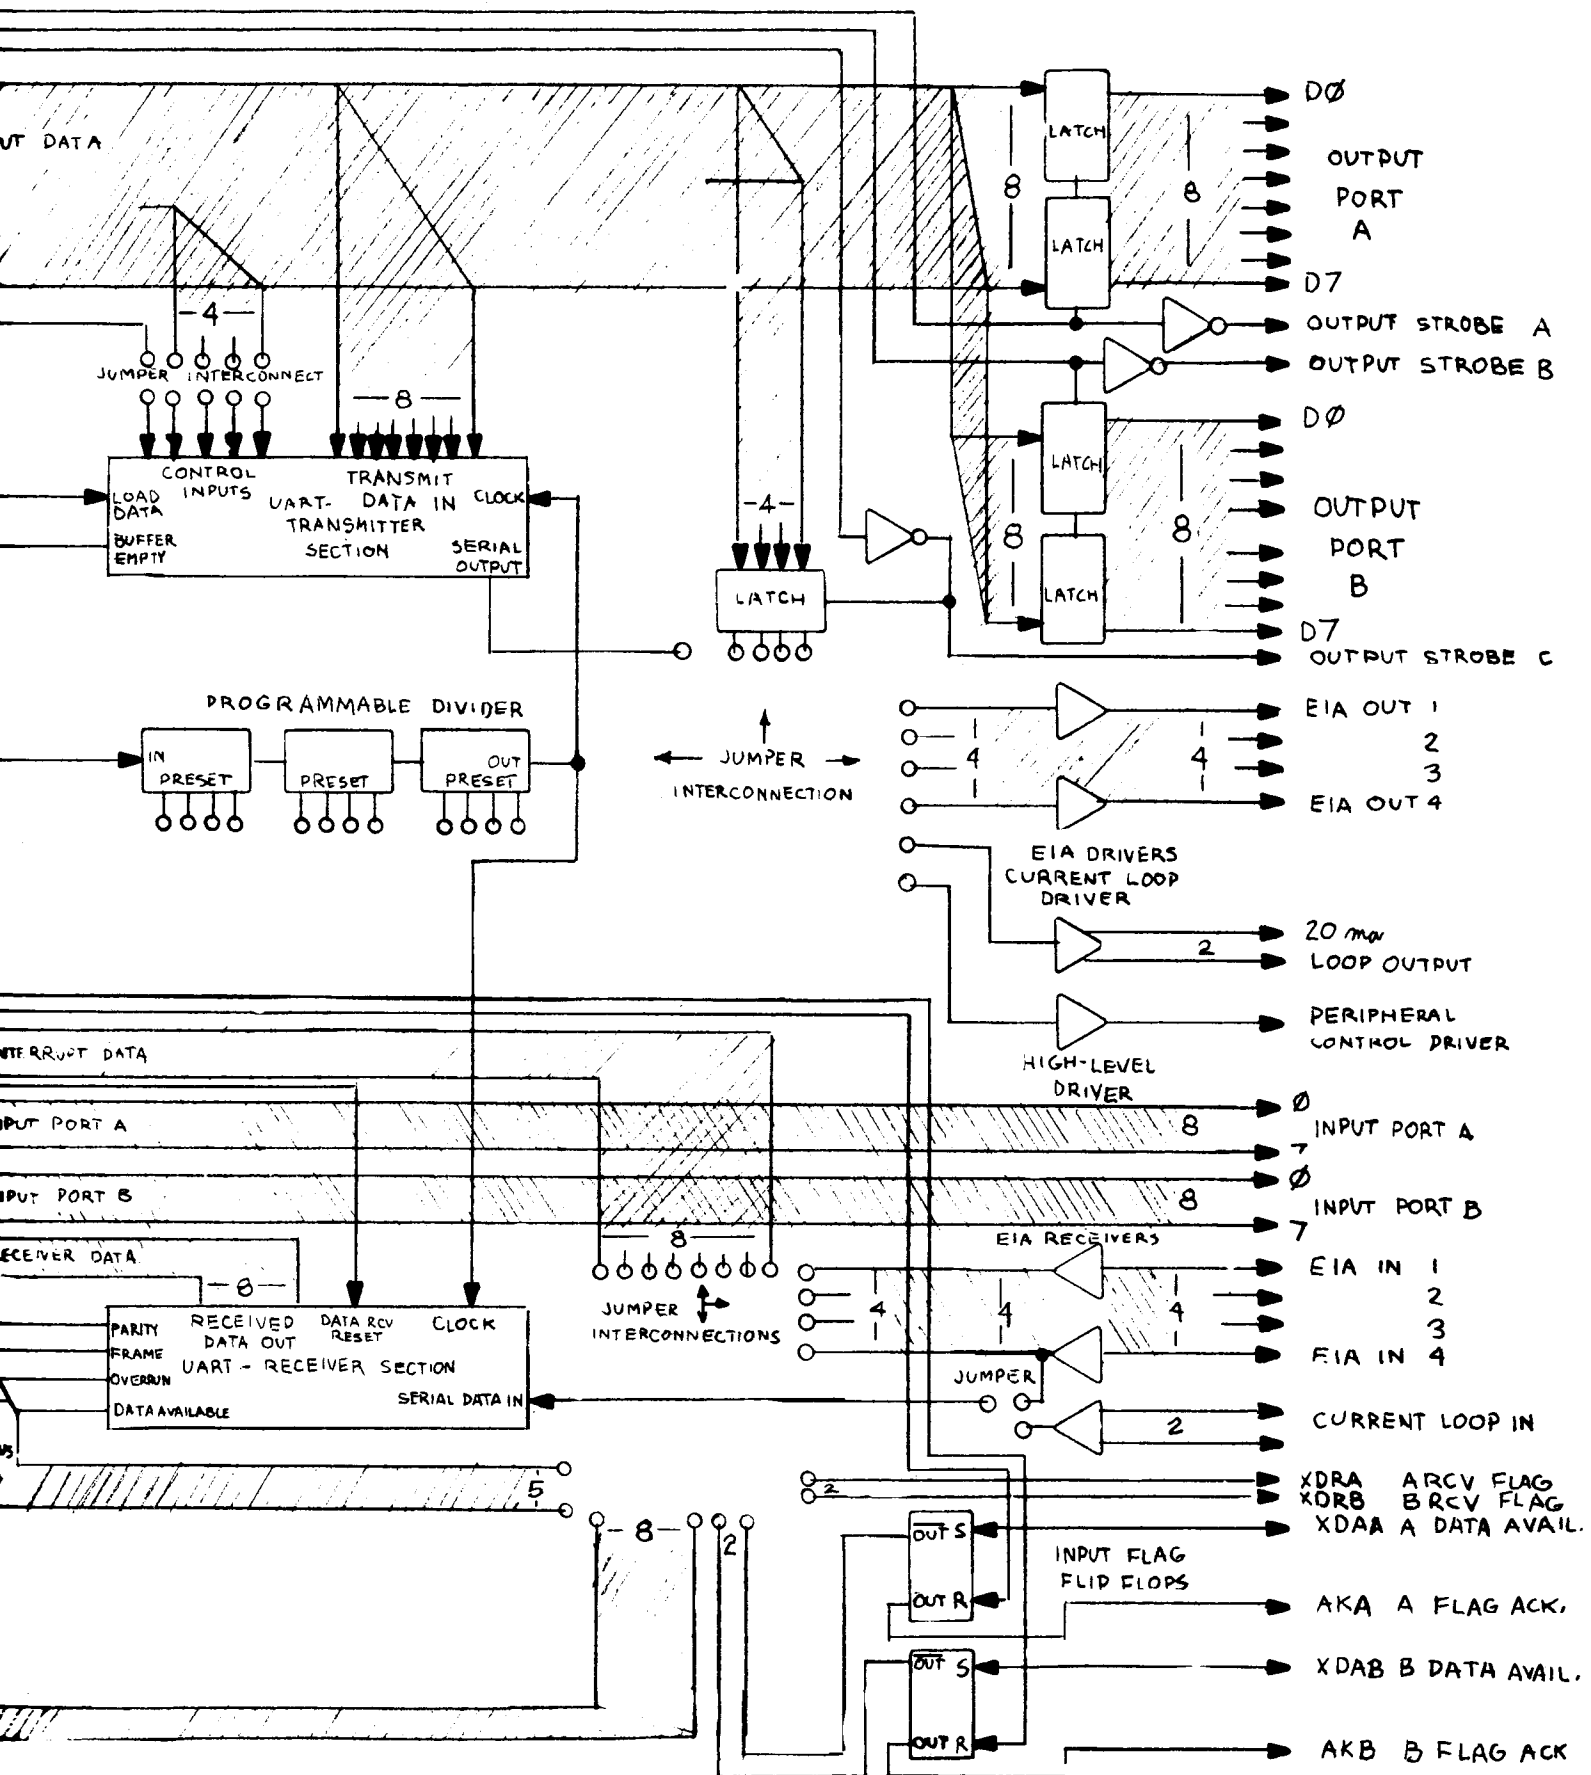 UT DATA
LATCH
8
8
DØ
OUTPUT
PORT
A
LATCH
D7
4
OUTPUT STROBE A
OUTPUT STROBE B
JUMPER INTERCONNECT
8
DØ
CONTROL
INPUTS
TRANSMIT
DATA IN
CLOCK
LOAD
DATA
UART-
TRANSMITTER
SECTION
BUFFER
EMPTY
SERIAL
OUTPUT
4
LATCH
LATCH
8
8
OUTPUT
PORT
B
LATCH
D7
OUTPUT STROBE C
PROGRAMMABLE DIVIDER
IN
PRESET
PRESET
OUT
PRESET
JUMPER
INTERCONNECTION
4
4
EIA OUT 1
2
3
EIA OUT 4
EIA DRIVERS
CURRENT LOOP
DRIVER
2
20 ma
LOOP OUTPUT
PERIPHERAL
CONTROL DRIVER
HIGH-LEVEL
DRIVER
NTERRUPT DATA
NPUT PORT A
8
Ø
INPUT PORT A
7
NPUT PORT B
8
Ø
INPUT PORT B
7
ECEIVER DATA
8
8
EIA RECEIVERS
EIA IN 1
2
3
EIA IN 4
4
4
4
JUMPER
INTERCONNECTIONS
PARITY
FRAME
OVERRUN
DATA AVAILABLE
RECEIVED
DATA OUT
DATA RCV
RESET
CLOCK
UART - RECEIVER SECTION
SERIAL DATA IN
JUMPER
2
CURRENT LOOP IN
5
2
XDRA A RCV FLAG
XDRB B RCV FLAG
XDAA A DATA AVAIL.
8
2
OUT S
OUT R
INPUT FLAG
FLIP FLOPS
AKA A FLAG ACK.
OUT S
OUT R
XDAB B DATA AVAIL.
AKB B FLAG ACK